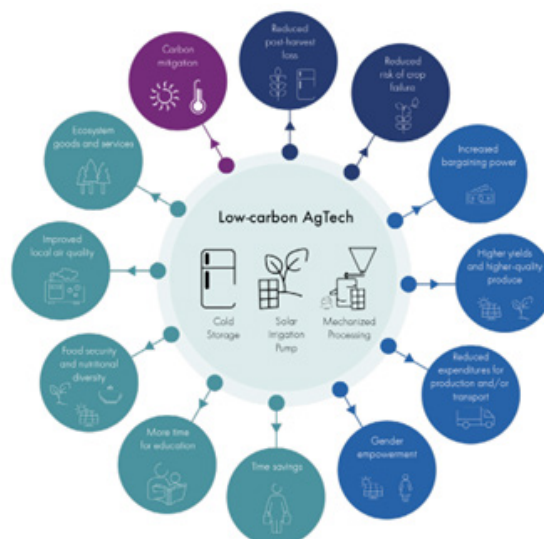 Carbon
mitigation
Reduced
post-harvest
loss
Reduced
risk of crop
failure
Increased
bargaining power
Higher yields
and higher-quality
produce
Reduced
expenditures for
production and/or
transport
Gender
empowerment
Time savings
More time
for education
Food security
and nutritional
diversity
Improved
local air quality
Ecosystem
goods and services
Low-carbon AgTech
Cold
Storage
Solar
Irrigation
Pump
Mechanized
Processing